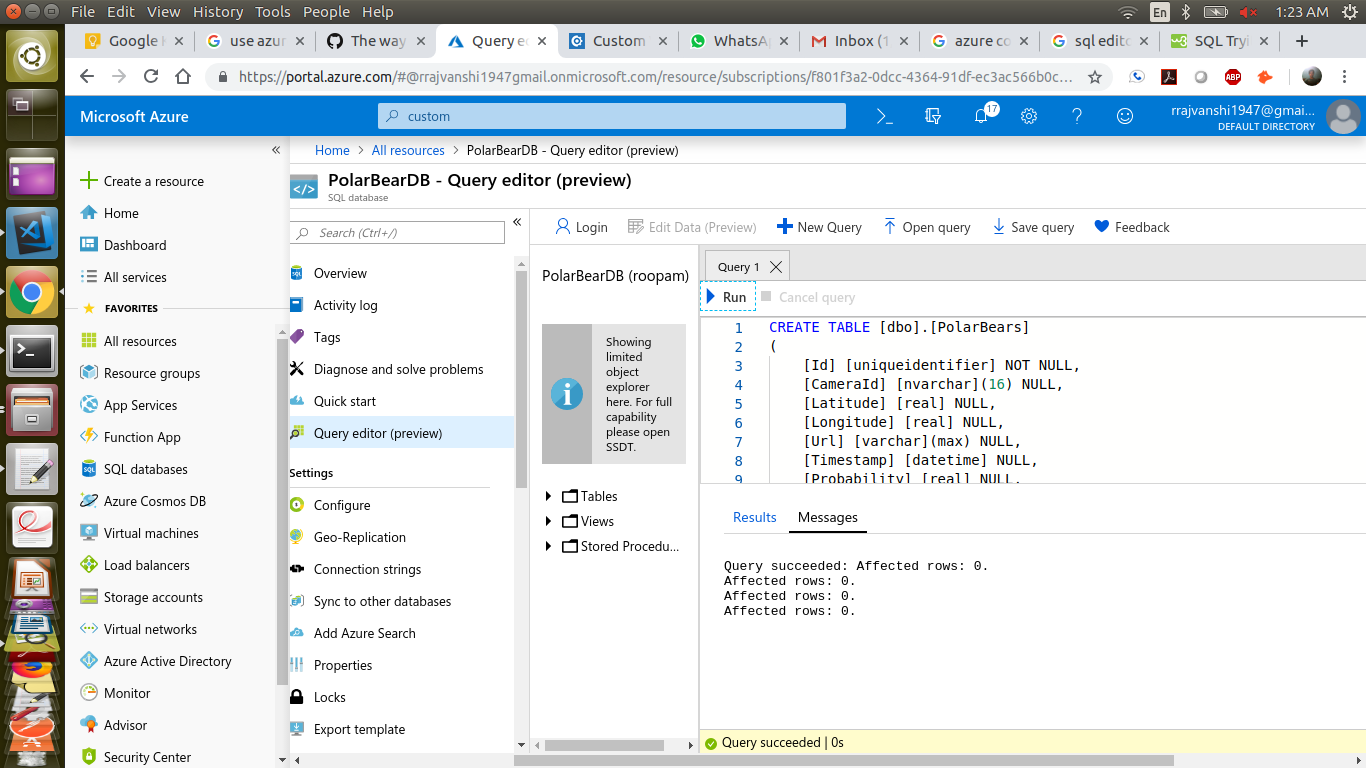 File Edit View History Tools People Help
En
1:23 AM
Google
use azur
The way
Query e
Custom
WhatsA
Inbox (1
azure co
sql edito
SQL Tryi
https://portal.azure.com/#@rrajvanshi1947gmail.onmicrosoft.com/resource/subscriptions/f801f3a2-0dcc-4364-91df-ec3ac566b0c...
ABP
Microsoft Azure
custom
17
rrajvanshi1947@gmai...
DEFAULT DIRECTORY
Home > All resources > PolarBearDB - Query editor (preview)
PolarBearDB - Query editor (preview)
SQL database
Create a resource
Home
Dashboard
All services
FAVORITES
All resources
Resource groups
App Services
Function App
SQL databases
Azure Cosmos DB
Virtual machines
Load balancers
Storage accounts
Virtual networks
Azure Active Directory
Monitor
Advisor
Security Center
Search (Ctrl+/)
Overview
Activity log
Tags
Diagnose and solve problems
Quick start
Query editor (preview)
Settings
Configure
Geo-Replication
Connection strings
Sync to other databases
Add Azure Search
Properties
Locks
Export template
Login
Edit Data (Preview)
New Query
Open query
Save query
Feedback
PolarBearDB (roopam)
Showing
limited
object
explorer
here. For full
capability
please open
SSDT.
Tables
Views
Stored Procedu...
Query 1
Run
Cancel query
1 CREATE TABLE [dbo].[PolarBears]
2 (
3 [Id] [uniqueidentifier] NOT NULL,
4 [CameraId] [nvarchar](16) NULL,
5 [Latitude] [real] NULL,
6 [Longitude] [real] NULL,
7 [Url] [varchar](max) NULL,
8 [Timestamp] [datetime] NULL,
9 [Probability] [real] NULL,
Results
Messages
Query succeeded: Affected rows: 0.
Affected rows: 0.
Affected rows: 0.
Affected rows: 0.
Query succeeded | 0s